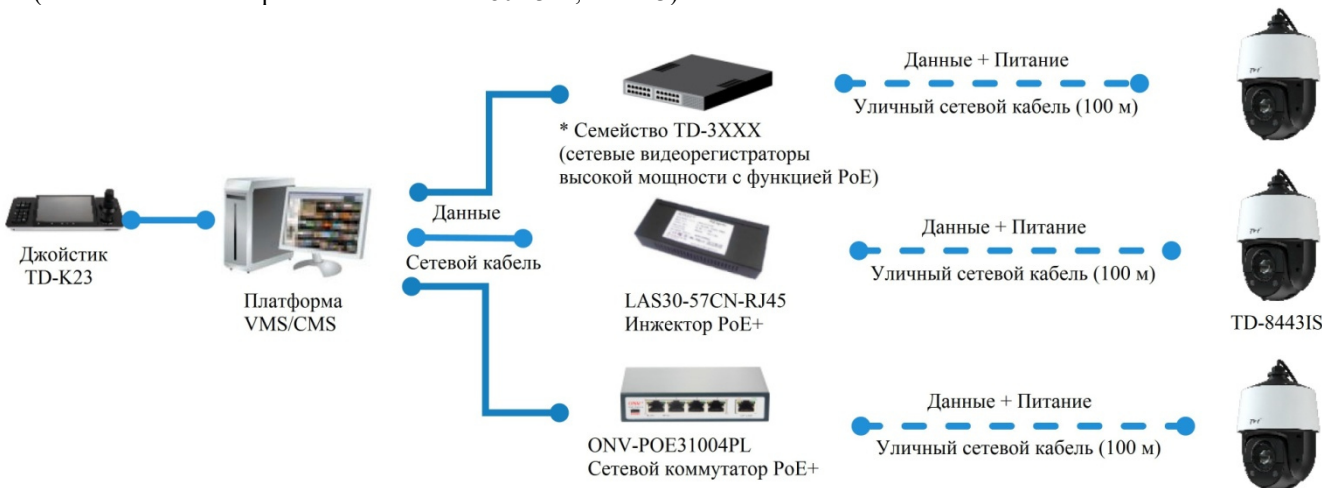 Данные + Питание
Уличный сетевой кабель (100 м)
* Семейство TD-3XXX
(сетевые видеорегистраторы
высокой мощности с функцией PoE)
Джойстик
TD-K23
Платформа
VMS/CMS
Данные
Сетевой кабель
LAS30-57CN-RJ45
Инжектор PoE+
Данные + Питание
Уличный сетевой кабель (100 м)
TD-8443IS
ONV-POE31004PL
Сетевой коммутатор PoE+
Данные + Питание
Уличный сетевой кабель (100 м)